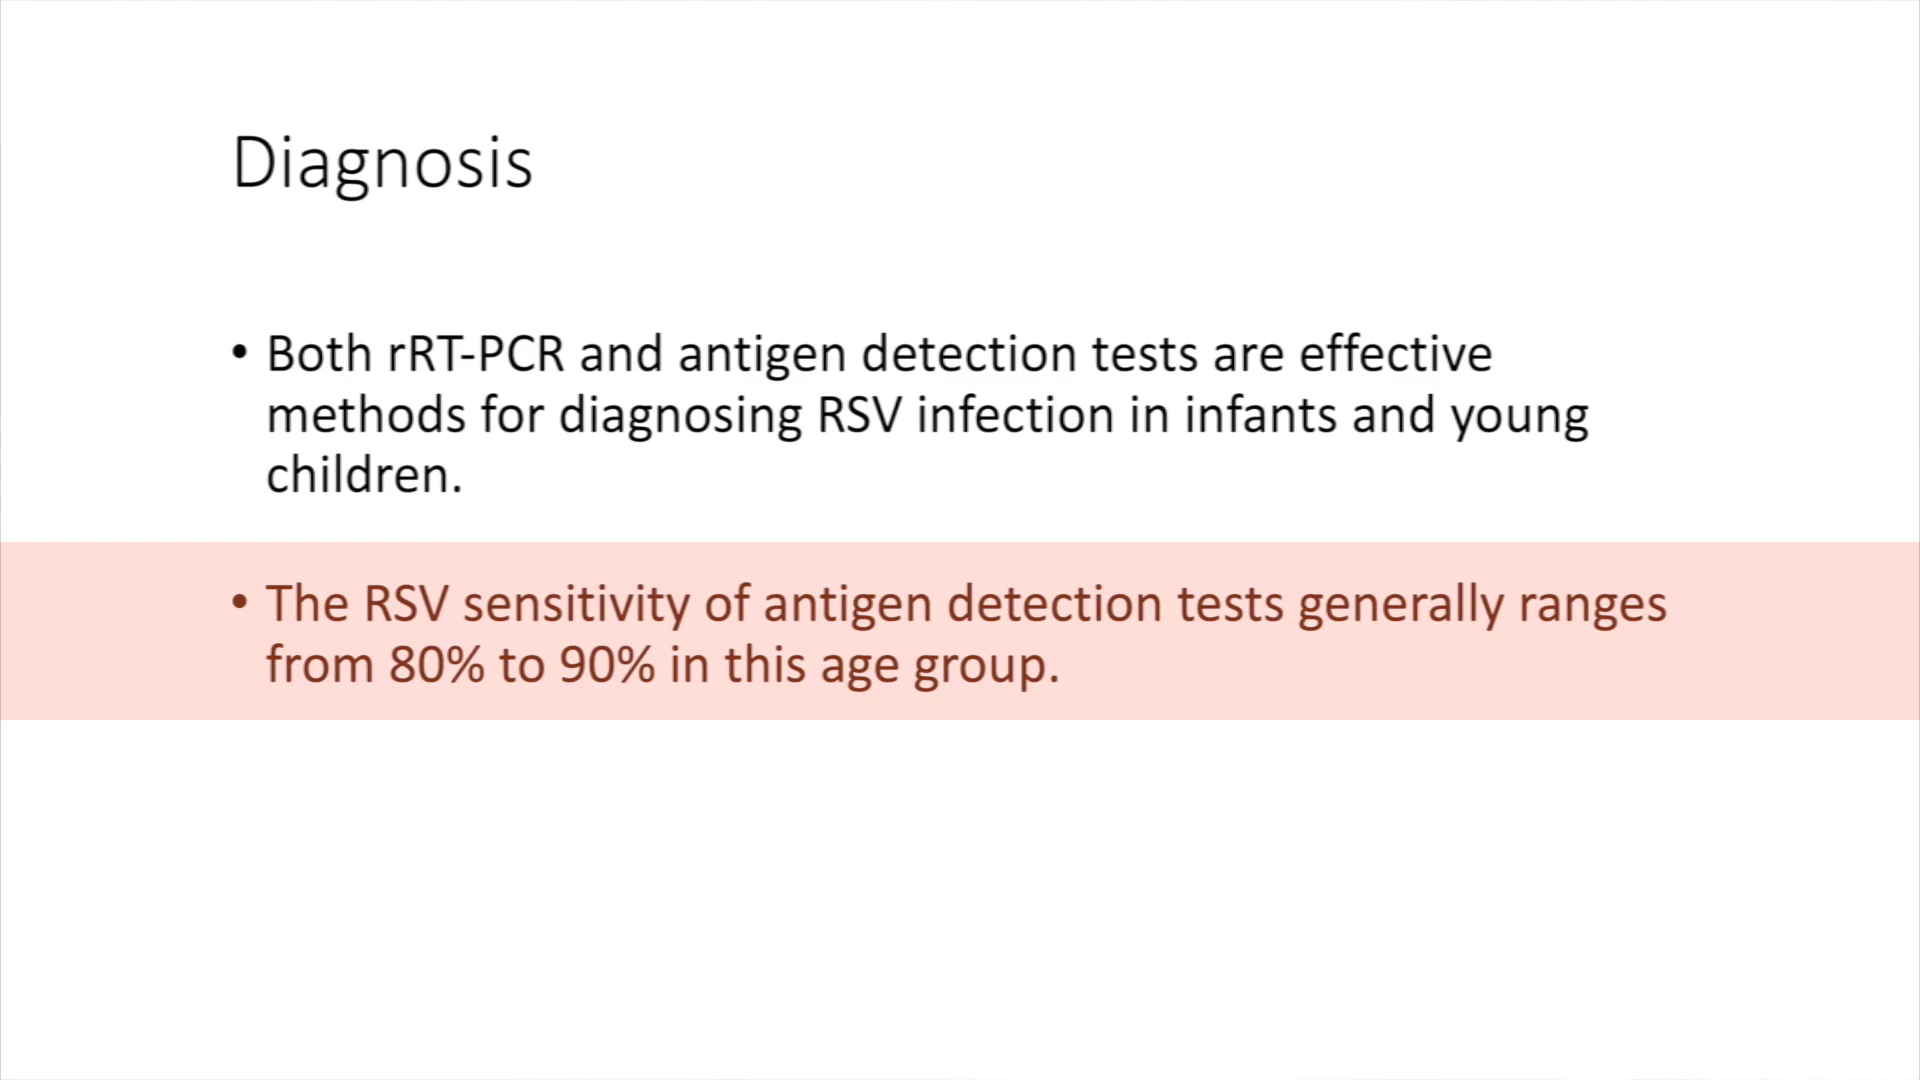 Diagnosis
• Both rRT-PCR and antigen detection tests are effective
methods for diagnosing RSV infection in infants and young
children.
• The RSV sensitivity of antigen detection tests generally ranges
from 80% to 90% in this age group.